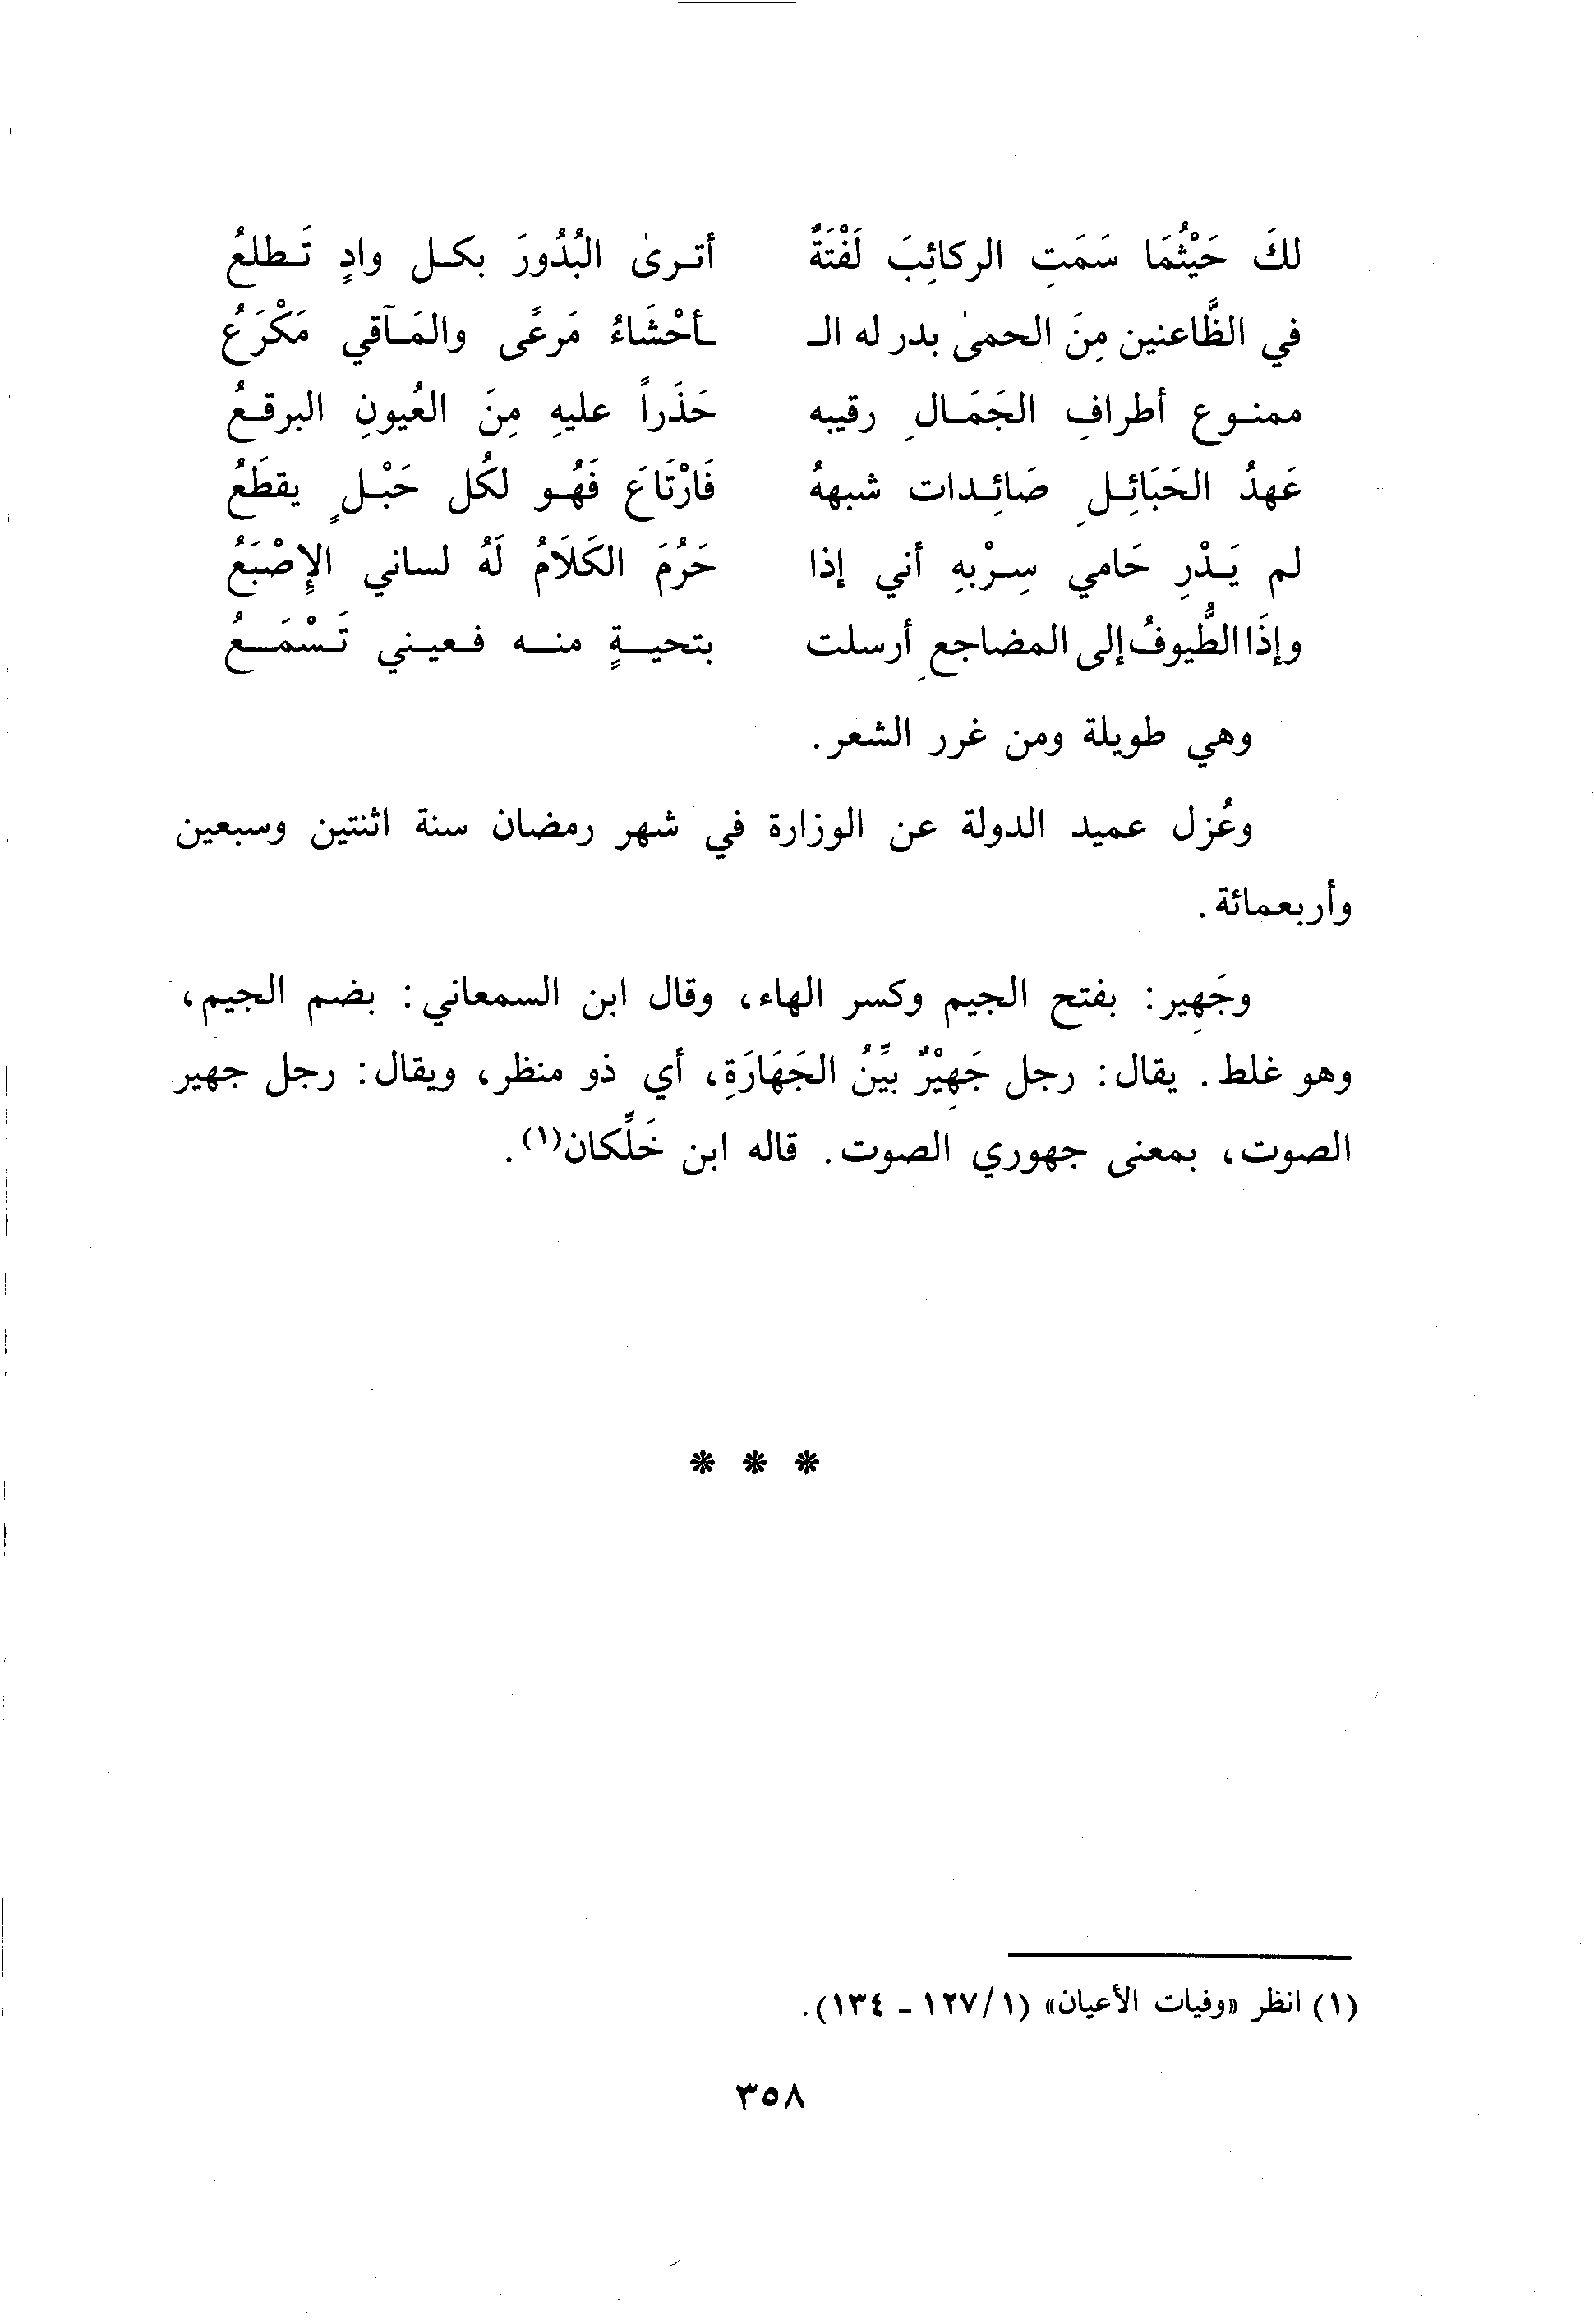 لكَ حَيْثُمَا سَمَتِ الركائِبَ لَفْتَةٌ أتـرىٰ البُدُورَ بكـل وادٍ تَـطلعُ
في الظَّاعنين مِنَ الحمىٰ بدر له الـ ـأحْشَاءُ مَرعًى والمَـآقي مَكْرَعُ
ممنـوع أطرافِ الجَمَـالِ رقيبه حَذَراً عليهِ مِنَ العُيونِ البرقـعُ
عَهدُ الحَبَائِـلِ صَائِـدات شبههُ فَارْتَاعَ فَهُـو لكُل حَبْـلٍ يقطَعُ
لم يَـدْرِ حَامي سِـرْبهِ أني إذا حَرُمَ الكَلَامُ لَهُ لساني الإِصْبَعُ
وإذَا الطُّيوفُ إلى المضاجعِ أرسلت بتحيـةٍ منـه فـعيـني تَـسْمَـعُ
وهي طويلة ومن غرر الشعر.
وعُزل عميد الدولة عن الوزارة في شهر رمضان سنة اثنتين وسبعين
وأربعمائة.
وجَهِير: بفتح الجيم وكسر الهاء، وقال ابن السمعاني: بضم الجيم،
وهو غلط. يقال: رجل جَهِيْرٌ بيِّنُ الجَهَارَةِ، أي ذو منظر، ويقال: رجل جهير
الصوت، بمعنى جهوري الصوت. قاله ابن خَلِّكان(١).
* * *
(١) انظر «وفيات الأعيان» (١/١٢٧ - ١٣٤).
٣٥٨